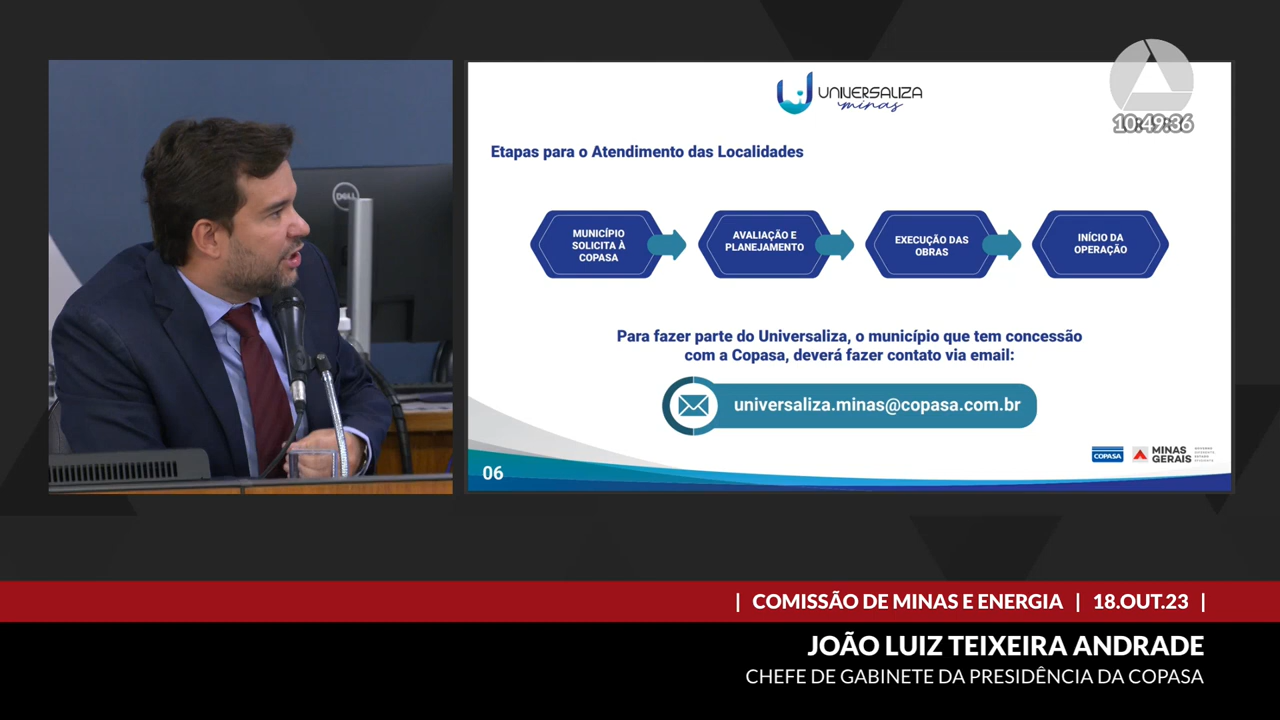 UNIVERSALIZA
minas
10:49:36
Etapas para o Atendimento das Localidades
MUNICÍPIO
SOLICITA À
COPASA
AVALIAÇÃO E
PLANEJAMENTO
EXECUÇÃO DAS
OBRAS
INÍCIO DA
OPERAÇÃO
Para fazer parte do Universaliza, o município que tem concessão
com a Copasa, deverá fazer contato via email:
universaliza.minas@copasa.com.br
06
COPASA
MINAS
GERAIS
DELL
| COMISSÃO DE MINAS E ENERGIA | 18.OUT.23 |
JOÃO LUIZ TEIXEIRA ANDRADE
CHEFE DE GABINETE DA PRESIDÊNCIA DA COPASA